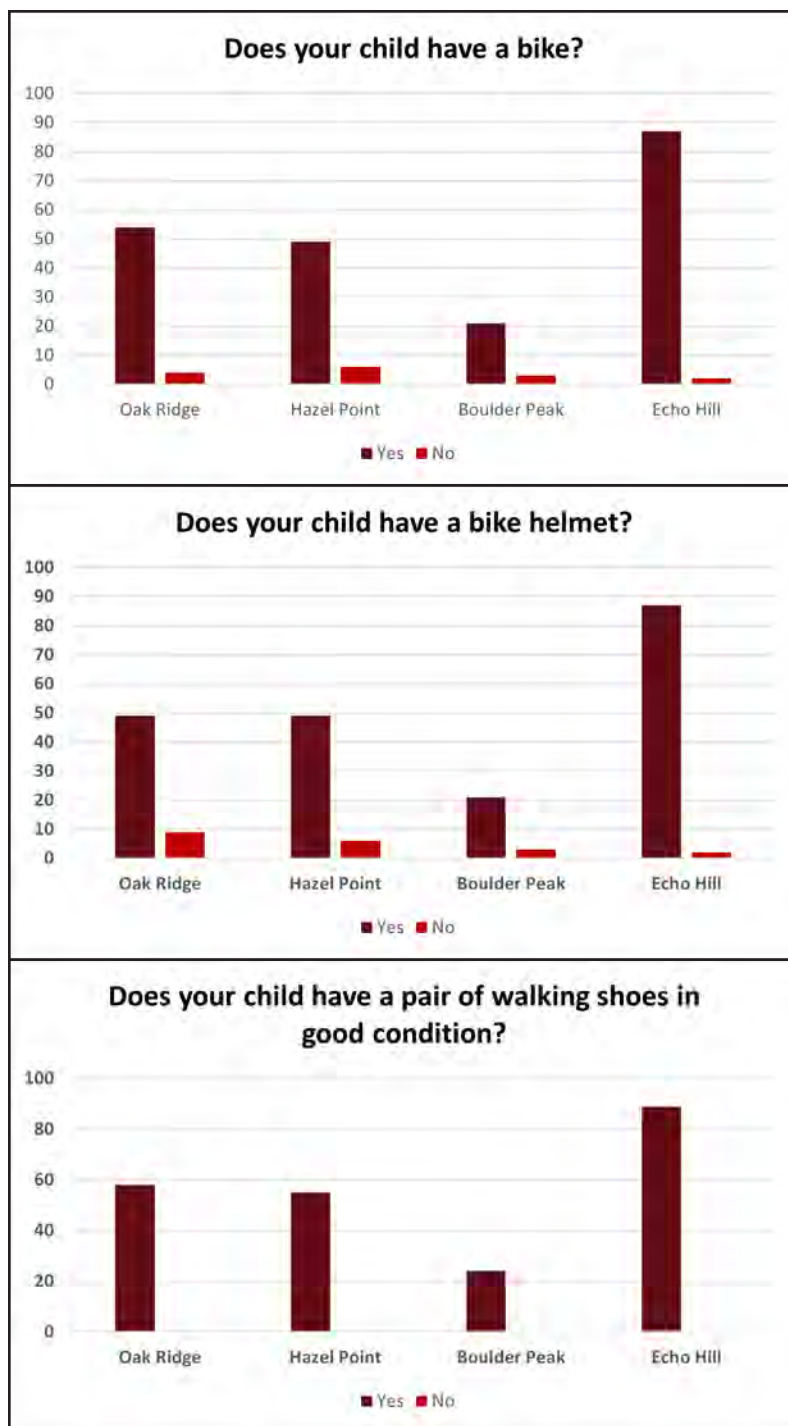 Does your child have a bike?
100
90
80
70
60
50
40
30
20
10
0
Oak Ridge Hazel Point Boulder Peak Echo Hill
Yes No
Does your child have a bike helmet?
100
90
80
70
60
50
40
30
20
10
0
Oak Ridge Hazel Point Boulder Peak Echo Hill
Yes No
Does your child have a pair of walking shoes in
good condition?
100
80
60
40
20
0
Oak Ridge Hazel Point Boulder Peak Echo Hill
Yes No